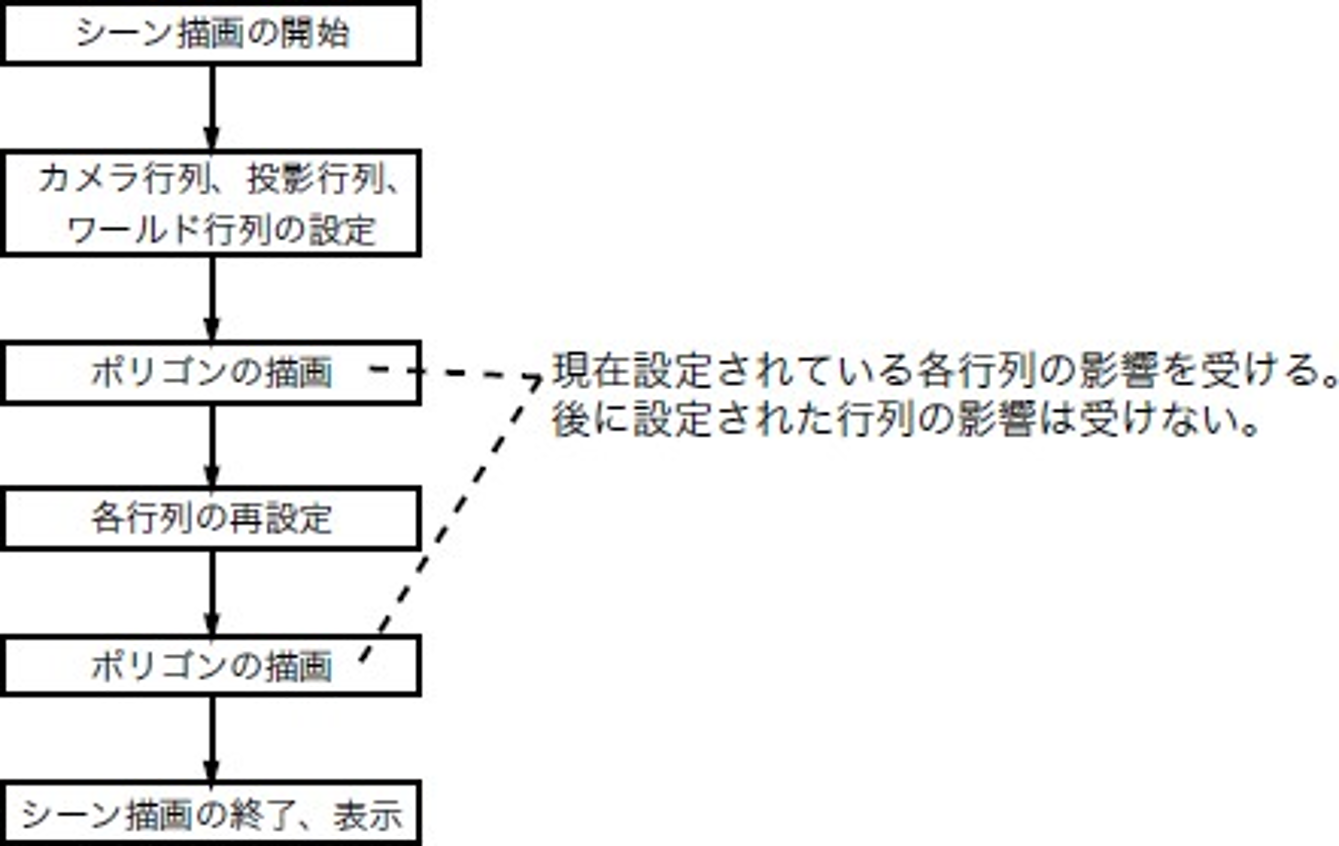 シーン描画の開始
カメラ行列、投影行列、
ワールド行列の設定
ポリゴンの描画
現在設定されている各行列の影響を受ける。
後に設定された行列の影響は受けない。
各行列の再設定
ポリゴンの描画
シーン描画の終了、表示